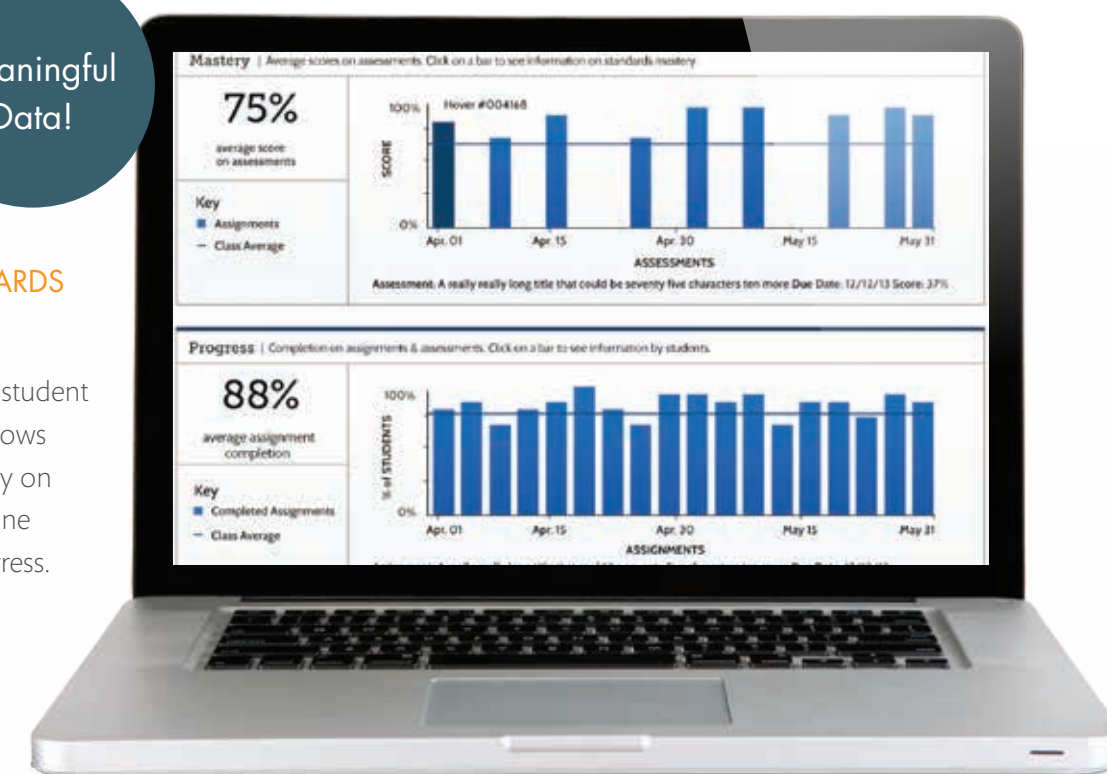 aningful
Data!
ARDS
student
ows
y on
ne
ress.
Mastery | Average scores on assessments. Click on a bar to see information on standards mastery.
75%
average score
on assessments
Key
Assignments
Class Average
100%
Hover #004168
SCORE
0%
Apr. 01
Apr. 15
Apr. 30
May 15
May 31
ASSESSMENTS
Assessment: A really really long title that could be seventy five characters ten more Due Date: 12/12/13 Score: 37%
Progress | Completion on assignments & assessments. Click on a bar to see information by students.
88%
average assignment
completion
Key
Completed Assignments
Class Average
100%
% of STUDENTS
0%
Apr. 01
Apr. 15
Apr. 30
May 15
May 31
ASSIGNMENTS